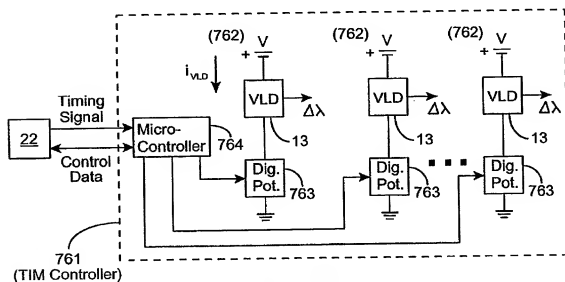 (762) V
+
(762) V
+
(762) V
+
iVLD
VLD
Δλ
VLD
Δλ
VLD
Δλ
13
13
13
Timing
Signal
22
Control
Data
Micro-
Controller
764
Dig.
Pot.
763
Dig.
Pot.
763
Dig.
Pot.
763
761
(TIM Controller)